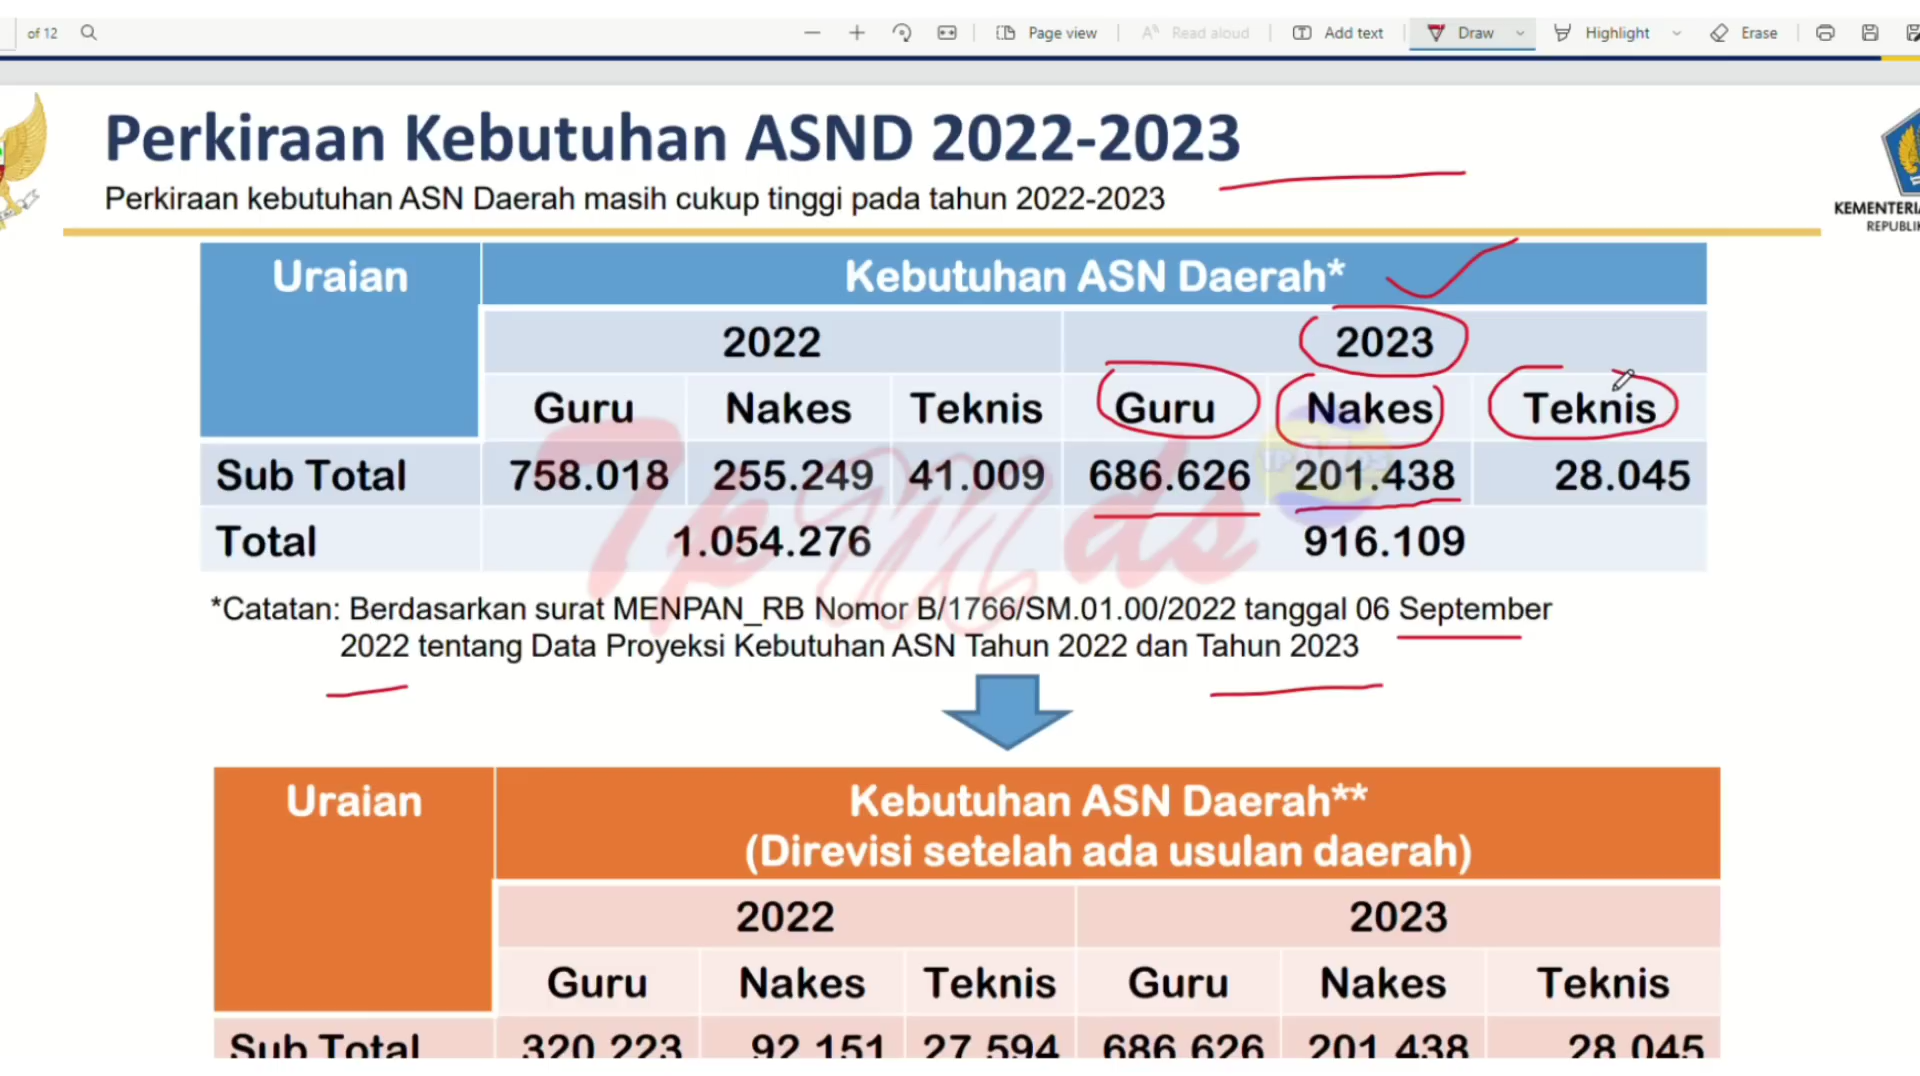 of 12
Page view
Read aloud
Add text
Draw
Highlight
Erase
Perkiraan Kebutuhan ASND 2022-2023
Perkiraan kebutuhan ASN Daerah masih cukup tinggi pada tahun 2022-2023
KEMENTERIA
REPUBLIK
Uraian Kebutuhan ASN Daerah*
2022 2023
Guru Nakes Teknis Guru Nakes Teknis
Sub Total 758.018 255.249 41.009 686.626 201.438 28.045
Total 1.054.276 916.109
Tp Mds
*Catatan: Berdasarkan surat MENPAN_RB Nomor B/1766/SM.01.00/2022 tanggal 06 September
2022 tentang Data Proyeksi Kebutuhan ASN Tahun 2022 dan Tahun 2023
Uraian Kebutuhan ASN Daerah**
(Direvisi setelah ada usulan daerah)
2022 2023
Guru Nakes Teknis Guru Nakes Teknis
Sub Total 320.223 92.151 27.594 686.626 201.438 28.045